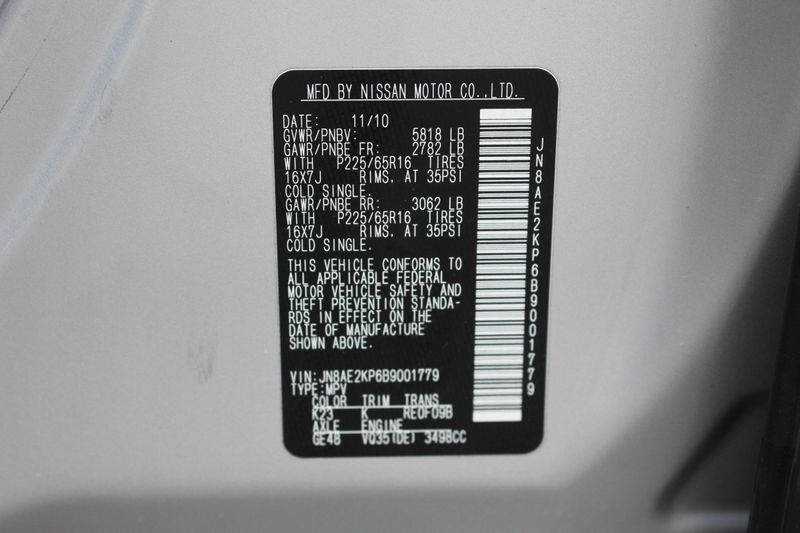 MFD BY NISSAN MOTOR CO.,LTD.
DATE: 11/10
GVWR/PNBV: 5818 LB
GAWR/PNBE FR: 2782 LB
WITH P225/65R16 TIRES
16X7J RIMS, AT 35PSI
COLD SINGLE.
GAWR/PNBE RR: 3062 LB
WITH P225/65R16 TIRES
16X7J RIMS, AT 35PSI
COLD SINGLE.
THIS VEHICLE CONFORMS TO
ALL APPLICABLE FEDERAL
MOTOR VEHICLE SAFETY AND
THEFT PREVENTION STANDA-
RDS IN EFFECT ON THE
DATE OF MANUFACTURE
SHOWN ABOVE.
VIN: JN8AE2KP6B9001779
TYPE: MPV
COLOR TRIM TRANS
K23 K RE0F09B
AXLE ENGINE
GE48 VQ35(DE) 3498CC
JN8AE2KP6B9001779